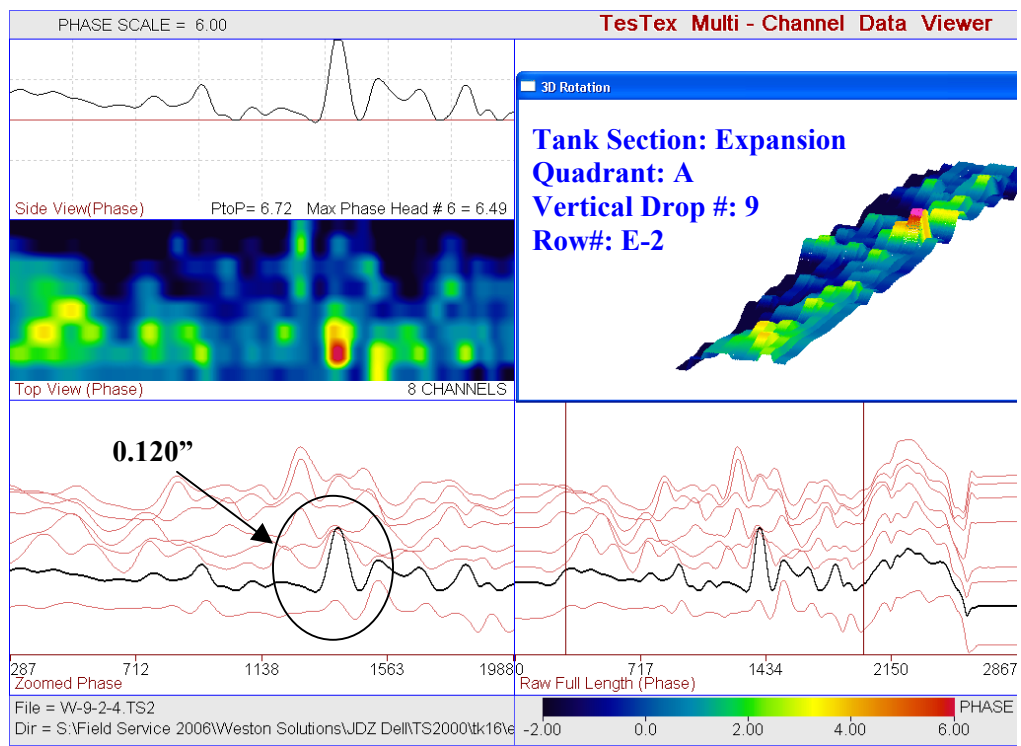 PHASE SCALE = 6.00
TesTex Multi - Channel Data Viewer
Side View(Phase)
PtoP= 6.72 Max Phase Head # 6 = 6.49
3D Rotation
Tank Section: Expansion
Quadrant: A
Vertical Drop #: 9
Row#: E-2
Top View (Phase)
8 CHANNELS
0.120”
287 712 1138 1563 1988
Zoomed Phase
0 717 1434 2150 2867
Raw Full Length (Phase)
File = W-9-2-4.TS2
Dir = S:\Field Service 2006\Weston Solutions\JDZ Dell\TS2000\tk16\e
PHASE
-2.00 0.0 2.00 4.00 6.00